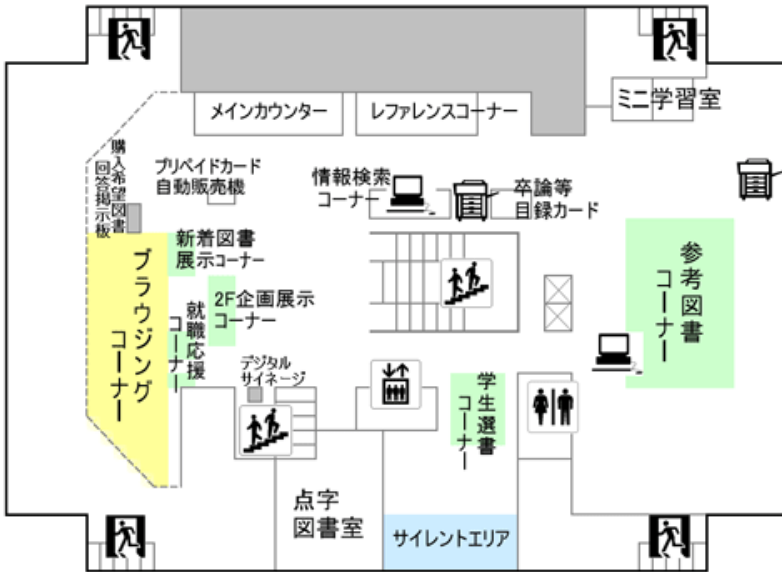 メインカウンター
レファレンスコーナー
ミニ学習室
購入希望図書
回答掲示板
プリペイドカード
自動販売機
情報検索
コーナー
卒論等
目録カード
新着図書
展示コーナー
参考図書
コーナー
ブラウジング
コーナー
2F企画展示
コーナー
就職応援
コーナー
デジタル
サイネージ
学生選書
コーナー
点字
図書室
サイレントエリア